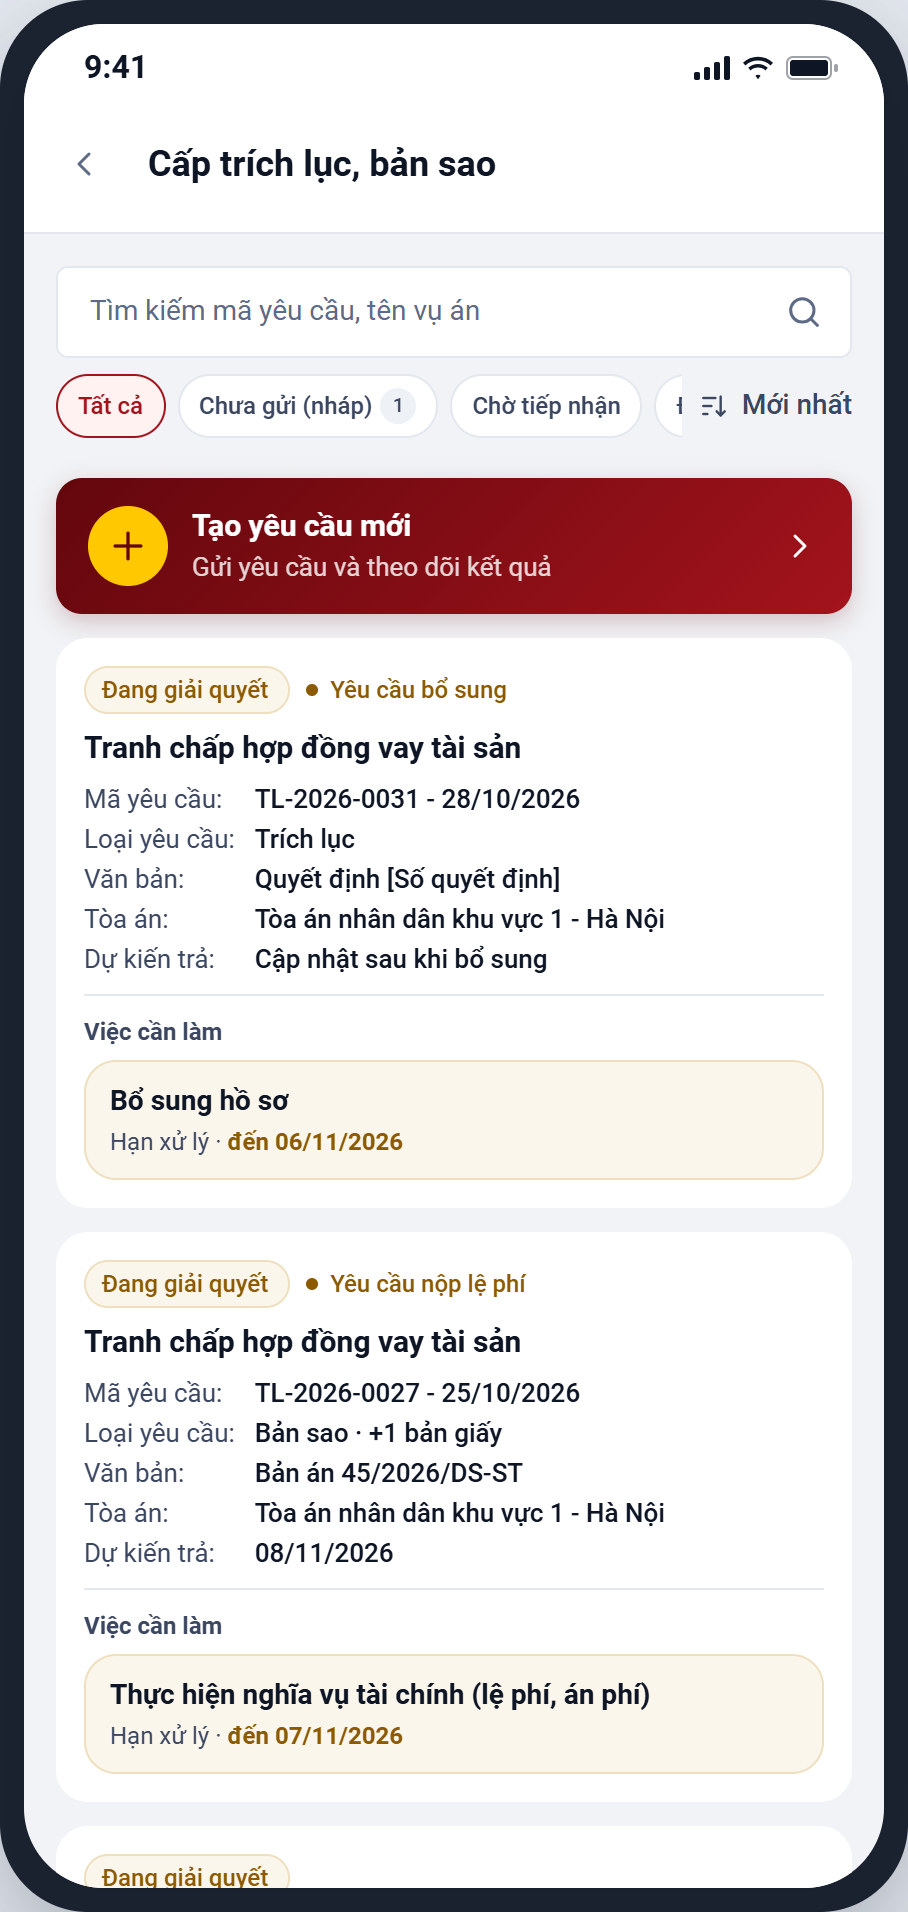 9:41
Cấp trích lục, bản sao
Tìm kiếm mã yêu cầu, tên vụ án
Tất cả
Chưa gửi (nháp) 1
Chờ tiếp nhận
Mới nhất
Tạo yêu cầu mới
Gửi yêu cầu và theo dõi kết quả
Đang giải quyết
Yêu cầu bổ sung
Tranh chấp hợp đồng vay tài sản
Mã yêu cầu: TL-2026-0031 - 28/10/2026
Loại yêu cầu: Trích lục
Văn bản: Quyết định [Số quyết định]
Tòa án: Tòa án nhân dân khu vực 1 - Hà Nội
Dự kiến trả: Cập nhật sau khi bổ sung
Việc cần làm
Bổ sung hồ sơ
Hạn xử lý · đến 06/11/2026
Đang giải quyết
Yêu cầu nộp lệ phí
Tranh chấp hợp đồng vay tài sản
Mã yêu cầu: TL-2026-0027 - 25/10/2026
Loại yêu cầu: Bản sao · +1 bản giấy
Văn bản: Bản án 45/2026/DS-ST
Tòa án: Tòa án nhân dân khu vực 1 - Hà Nội
Dự kiến trả: 08/11/2026
Việc cần làm
Thực hiện nghĩa vụ tài chính (lệ phí, án phí)
Hạn xử lý · đến 07/11/2026
Đang giải quyết